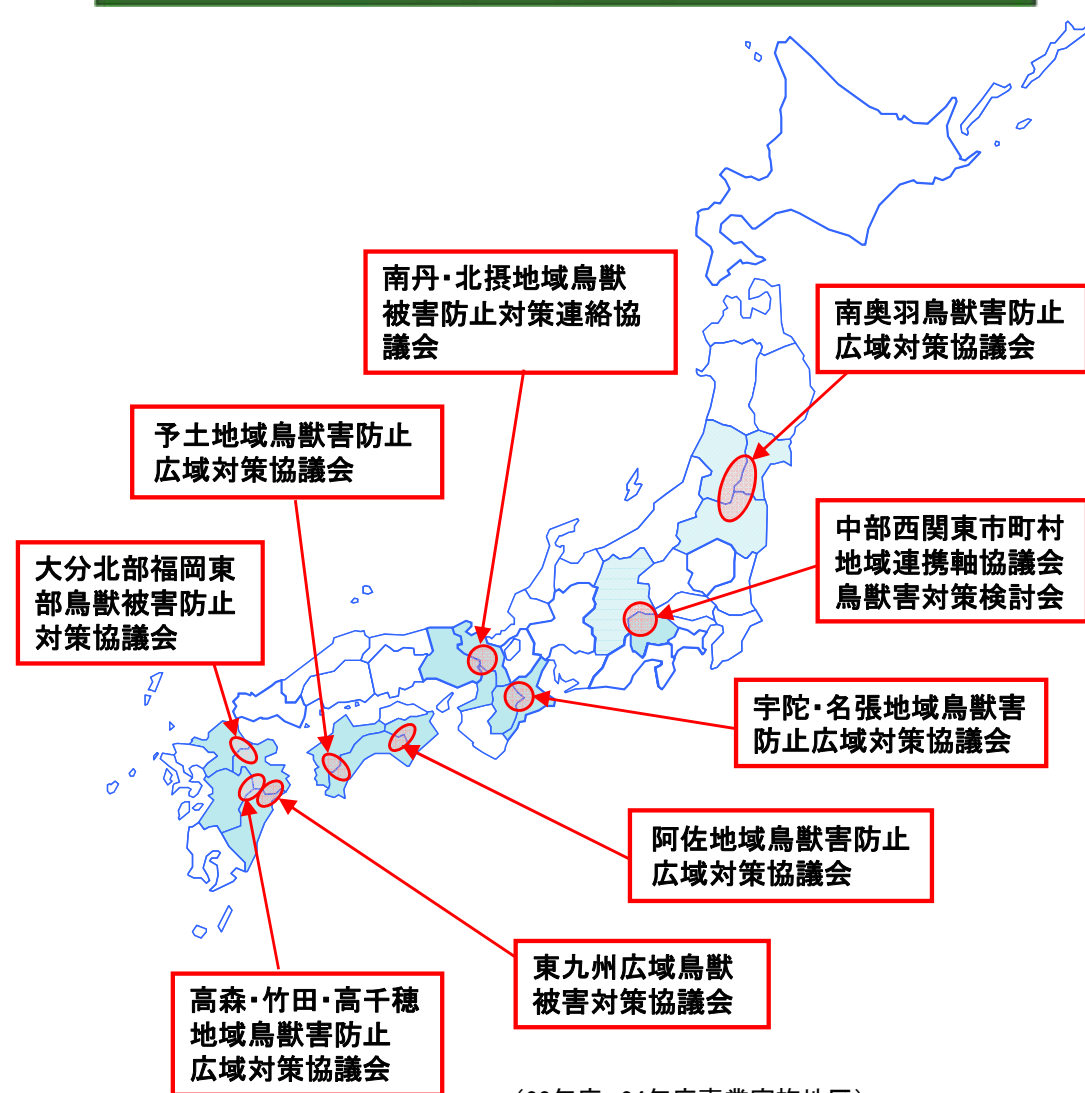 南丹・北摂地域鳥獣
被害防止対策連絡協
議会
南奥羽鳥獣害防止
広域対策協議会
予土地域鳥獣害防止
広域対策協議会
中部西関東市町村
地域連携軸協議会
鳥獣害対策検討会
大分北部福岡東
部鳥獣被害防止
対策協議会
宇陀・名張地域鳥獣害
防止広域対策協議会
阿佐地域鳥獣害防止
広域対策協議会
東九州広域鳥獣
被害対策協議会
高森・竹田・高千穂
地域鳥獣害防止
広域対策協議会